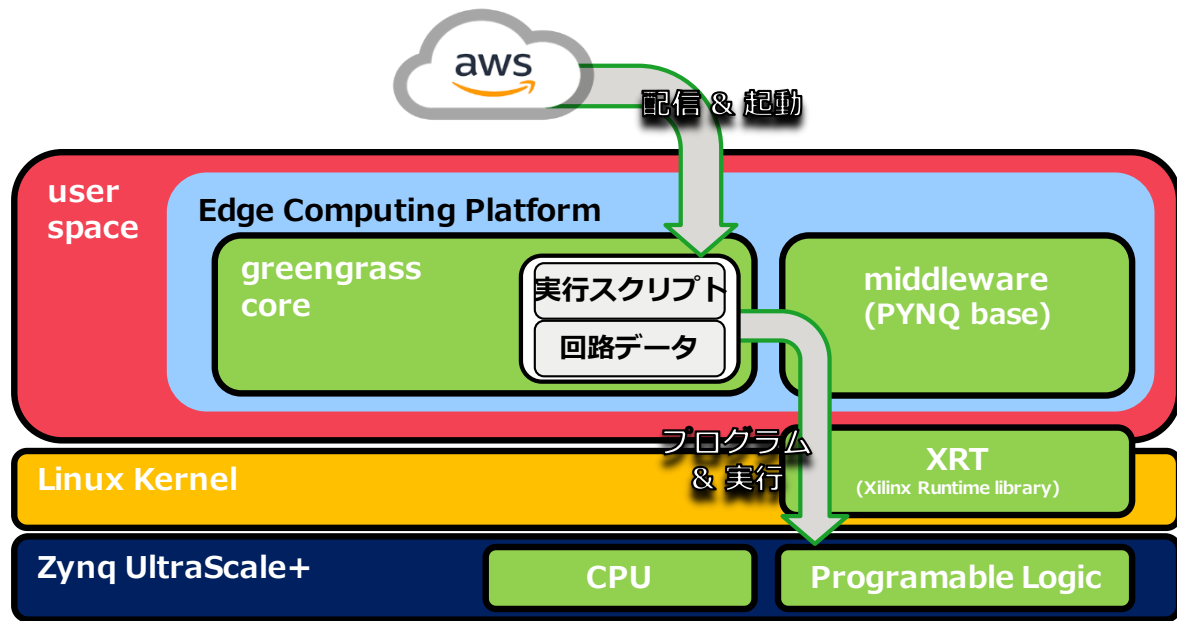 aws
配信 & 起動
user
space
Edge Computing Platform
greengrass
core
実行スクリプト
回路データ
middleware
(PYNQ base)
プログラム
& 実行
XRT
(Xilinx Runtime library)
Linux Kernel
Zynq UltraScale+
CPU
Programable Logic